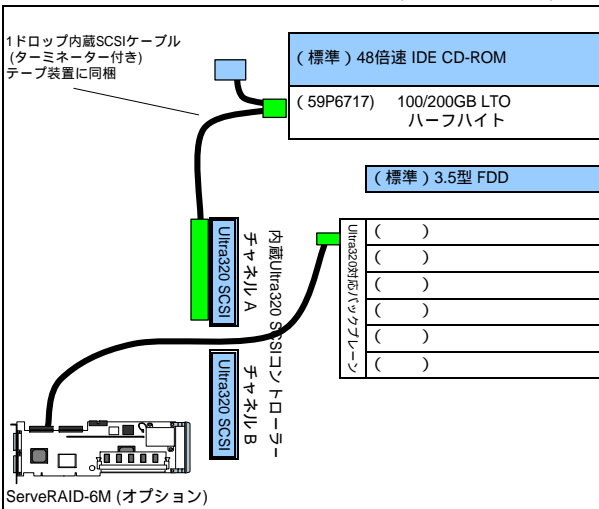 1ドロップ内蔵SCSIケーブル
(ターミネーター付き)
テープ装置に同梱
(標準)48倍速 IDE CD-ROM
(59P6717) 100/200GB LTO
ハーフハイト
(標準)3.5型 FDD
Ultra320対応バックプレーン
( )
( )
( )
( )
( )
( )
Ultra320 SCSI
チャネル A
内蔵Ultra320 SCSIコントローラー
Ultra320 SCSI
チャネル B
ServeRAID-6M (オプション)